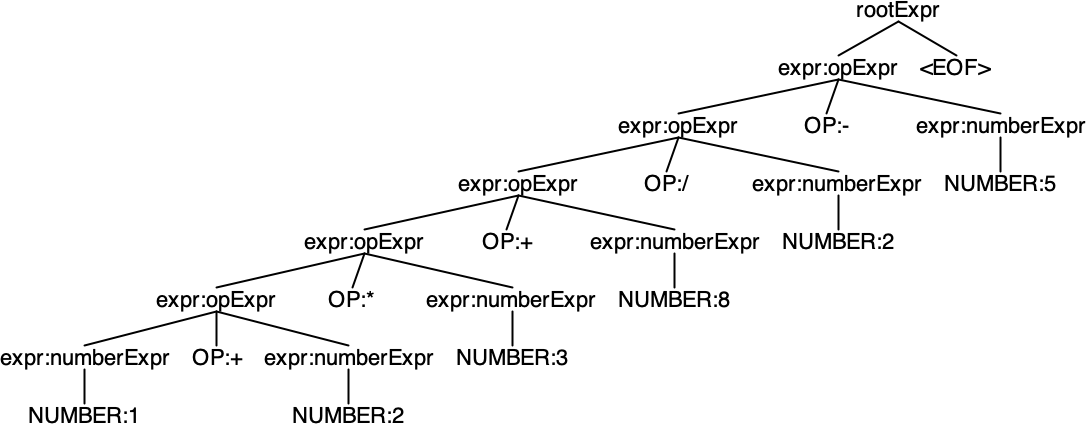 rootExpr
expr:opExpr <EOF>
expr:opExpr OP:- expr:numberExpr
expr:opExpr OP:/ expr:numberExpr NUMBER:5
expr:opExpr OP:+ expr:numberExpr NUMBER:2
expr:opExpr OP:* expr:numberExpr NUMBER:8
expr:numberExpr OP:+ expr:numberExpr NUMBER:3
NUMBER:1 NUMBER:2